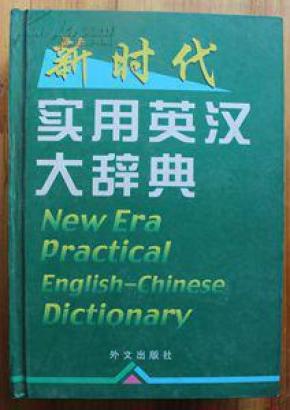 新时代
实用英汉
大辞典
New Era
Practical
English-Chinese
Dictionary
外文出版社